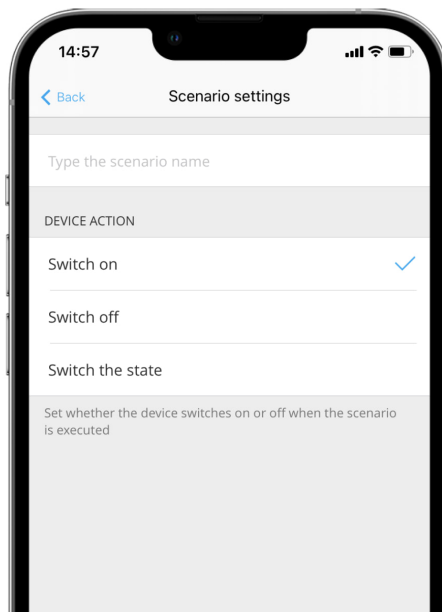 14:57
Back
Scenario settings
Type the scenario name
DEVICE ACTION
Switch on
Switch off
Switch the state
Set whether the device switches on or off when the scenario
is executed